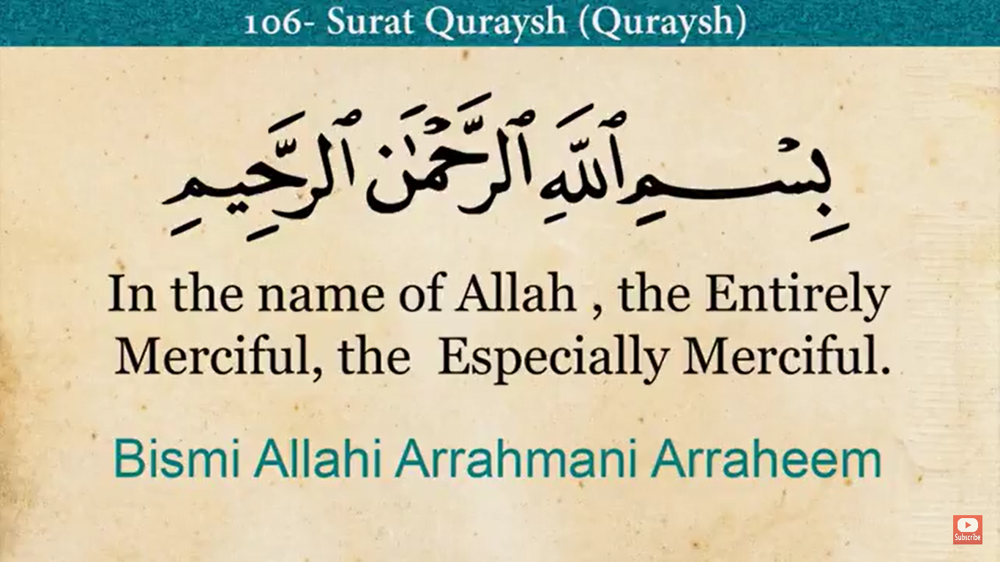 106- Surat Quraysh (Quraysh)
بِسْمِ ٱللَّهِ ٱلرَّحْمَٰنِ ٱلرَّحِيمِ
In the name of Allah , the Entirely
Merciful, the Especially Merciful.
Bismi Allahi Arrahmani Arraheem
Subscribe